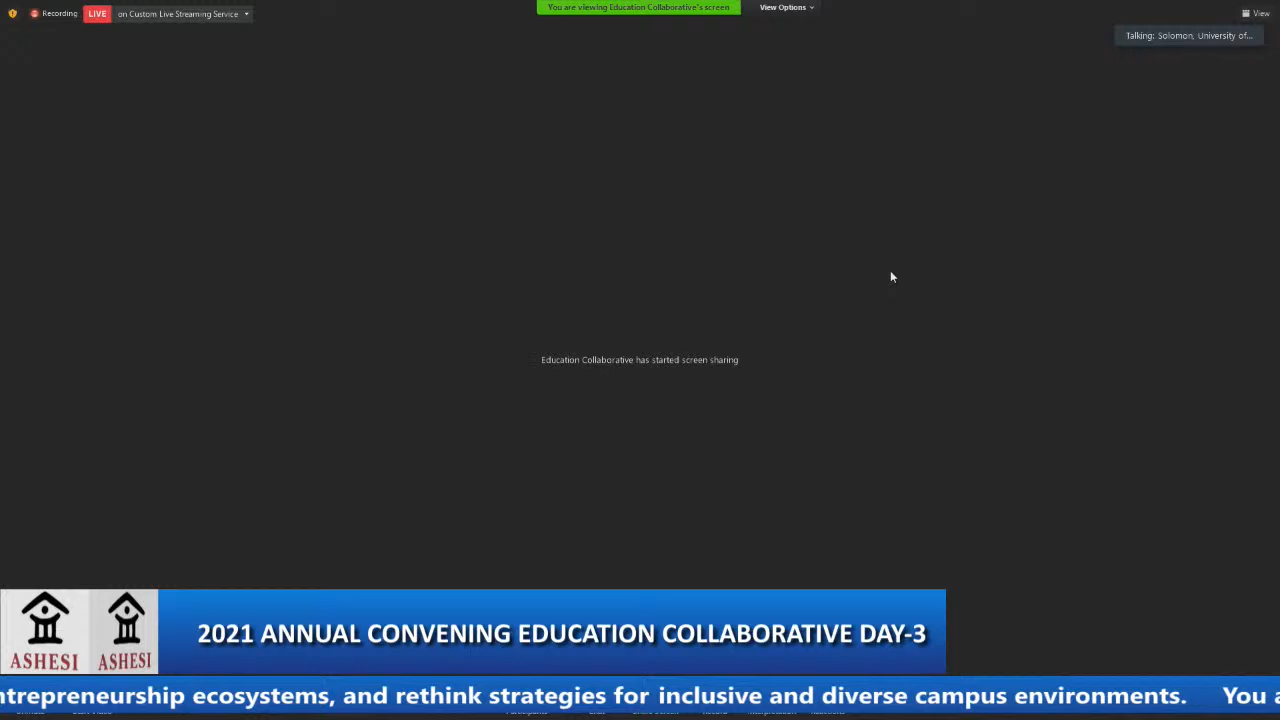 Recording LIVE on Custom Live Streaming Service
You are viewing Education Collaborative's screen
View Options
View
Talking: Solomon, University of...
Education Collaborative has started screen sharing
ASHESI ASHESI
2021 ANNUAL CONVENING EDUCATION COLLABORATIVE DAY-3
ntrepreneurship ecosystems, and rethink strategies for inclusive and diverse campus environments. You a